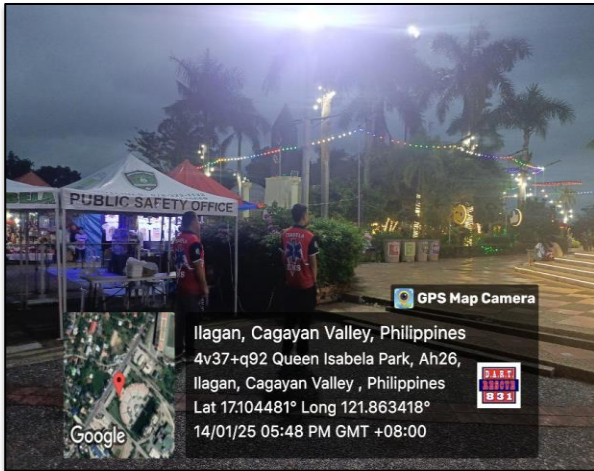 PUBLIC SAFETY OFFICE
GPS Map Camera
Ilagan, Cagayan Valley, Philippines
4v37+q92 Queen Isabela Park, Ah26,
Ilagan, Cagayan Valley , Philippines
Lat 17.104481° Long 121.863418°
14/01/25 05:48 PM GMT +08:00
D.A.R.T.
RESCUE
831
Google